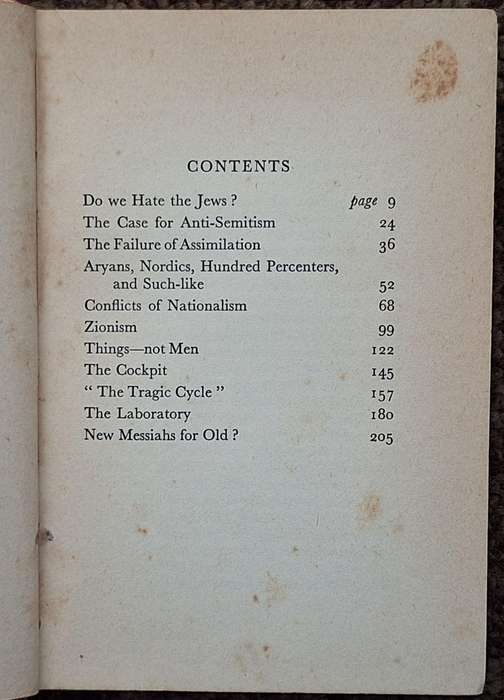 CONTENTS
Do we Hate the Jews ? page 9
The Case for Anti-Semitism 24
The Failure of Assimilation 36
Aryans, Nordics, Hundred Percenters,
and Such-like 52
Conflicts of Nationalism 68
Zionism 99
Things—not Men 122
The Cockpit 145
“ The Tragic Cycle ” 157
The Laboratory 180
New Messiahs for Old ? 205